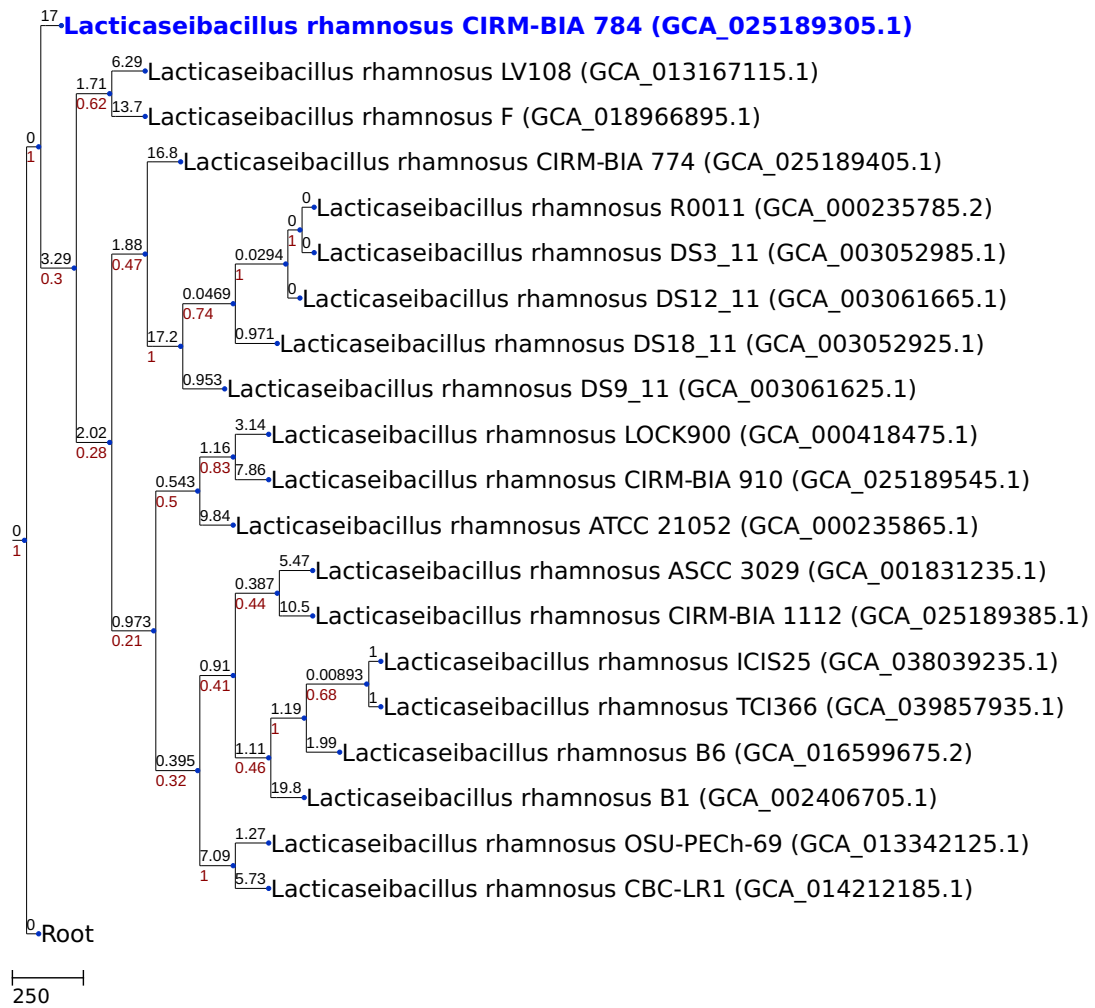 17
Lacticaseibacillus rhamnosus CIRM-BIA 784 (GCA_025189305.1)
6.29
Lacticaseibacillus rhamnosus LV108 (GCA_013167115.1)
1.71
0.62
13.7
Lacticaseibacillus rhamnosus F (GCA_018966895.1)
0
1
16.8
Lacticaseibacillus rhamnosus CIRM-BIA 774 (GCA_025189405.1)
0
Lacticaseibacillus rhamnosus R0011 (GCA_000235785.2)
0
1
0
Lacticaseibacillus rhamnosus DS3_11 (GCA_003052985.1)
1.88
0.47
3.29
0.3
0.0294
1
0
Lacticaseibacillus rhamnosus DS12_11 (GCA_003061665.1)
0.0469
0.74
0.971
Lacticaseibacillus rhamnosus DS18_11 (GCA_003052925.1)
17.2
1
0.953
Lacticaseibacillus rhamnosus DS9_11 (GCA_003061625.1)
2.02
0.28
3.14
Lacticaseibacillus rhamnosus LOCK900 (GCA_000418475.1)
1.16
0.83
7.86
Lacticaseibacillus rhamnosus CIRM-BIA 910 (GCA_025189545.1)
0.543
0.5
9.84
Lacticaseibacillus rhamnosus ATCC 21052 (GCA_000235865.1)
0
1
5.47
Lacticaseibacillus rhamnosus ASCC 3029 (GCA_001831235.1)
0.387
0.44
10.5
Lacticaseibacillus rhamnosus CIRM-BIA 1112 (GCA_025189385.1)
0.973
0.21
1
Lacticaseibacillus rhamnosus ICIS25 (GCA_038039235.1)
0.91
0.41
0.00893
0.68
1
Lacticaseibacillus rhamnosus TCI366 (GCA_039857935.1)
1.19
1
1.99
Lacticaseibacillus rhamnosus B6 (GCA_016599675.2)
0.395
0.32
1.11
0.46
19.8
Lacticaseibacillus rhamnosus B1 (GCA_002406705.1)
1.27
Lacticaseibacillus rhamnosus OSU-PECh-69 (GCA_013342125.1)
7.09
1
5.73
Lacticaseibacillus rhamnosus CBC-LR1 (GCA_014212185.1)
0
Root
250